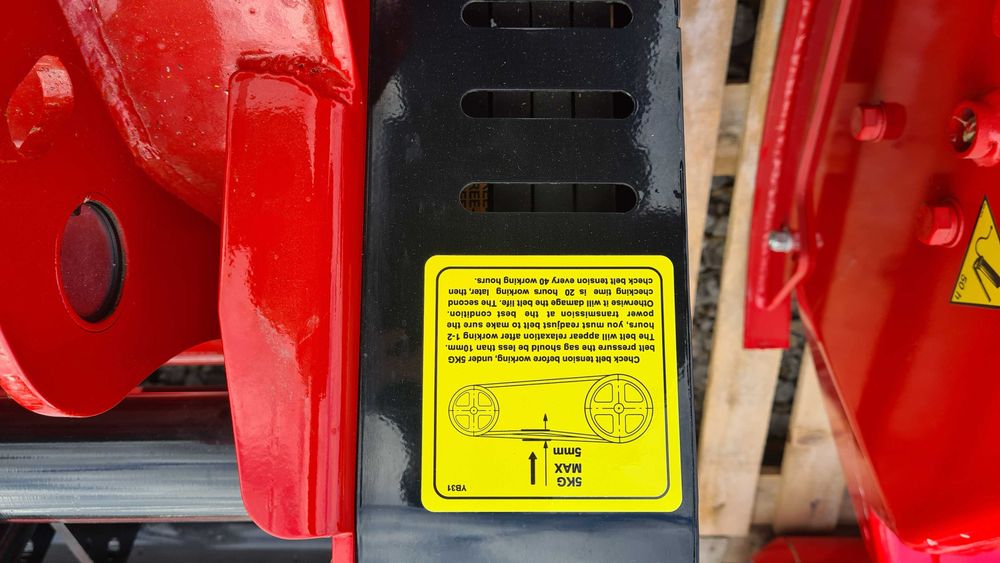 YB31
5KG
MAX
5mm
Check belt tension before working, under 5KG
belt pressure the sag should be less than 10mm.
The belt will appear relaxation after working 1-2
hours, you must readjust belt to make sure the
power transmission at the best condition.
Otherwise it will damage the belt life. The second
checking time is 20 hours working later, then
check belt tension every 40 working hours.
50 h